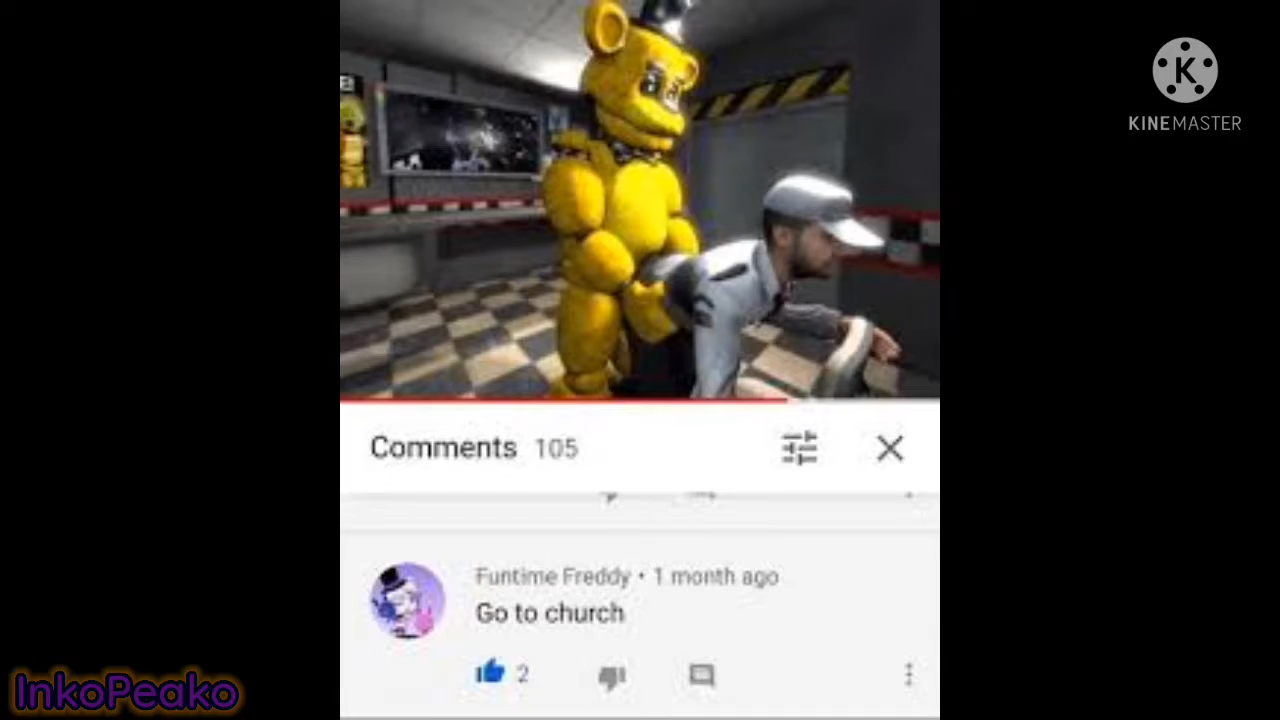 KINEMASTER
Comments 105
Funtime Freddy • 1 month ago
Go to church
2
InkoPeako